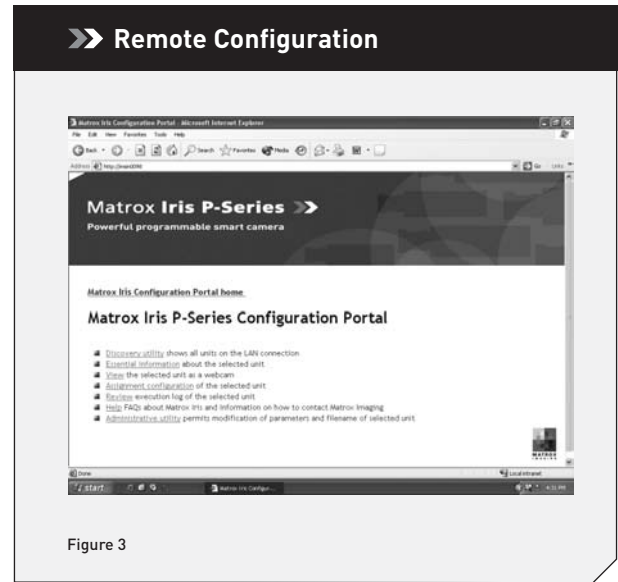 Remote Configuration
Matrox Iris Configuration Portal - Microsoft Internet Explorer
File Edit View Favorites Tools Help
Back Search Favorites Media
Address Go Links
Matrox Iris P-Series
Powerful programmable smart camera
Matrox Iris Configuration Portal home
Matrox Iris P-Series Configuration Portal
Discovery utility shows all units on the LAN connection
Essential information about the selected unit
View the selected unit as a webcam
Assignment configuration of the selected unit
Review execution log of the selected unit
Help FAQs about Matrox Iris and information on how to contact Matrox Imaging
Administrative utility permits modification of parameters and filename of selected unit
MATROX
IMAGING
Done Local intranet
start Matrox Iris Configur...
Figure 3